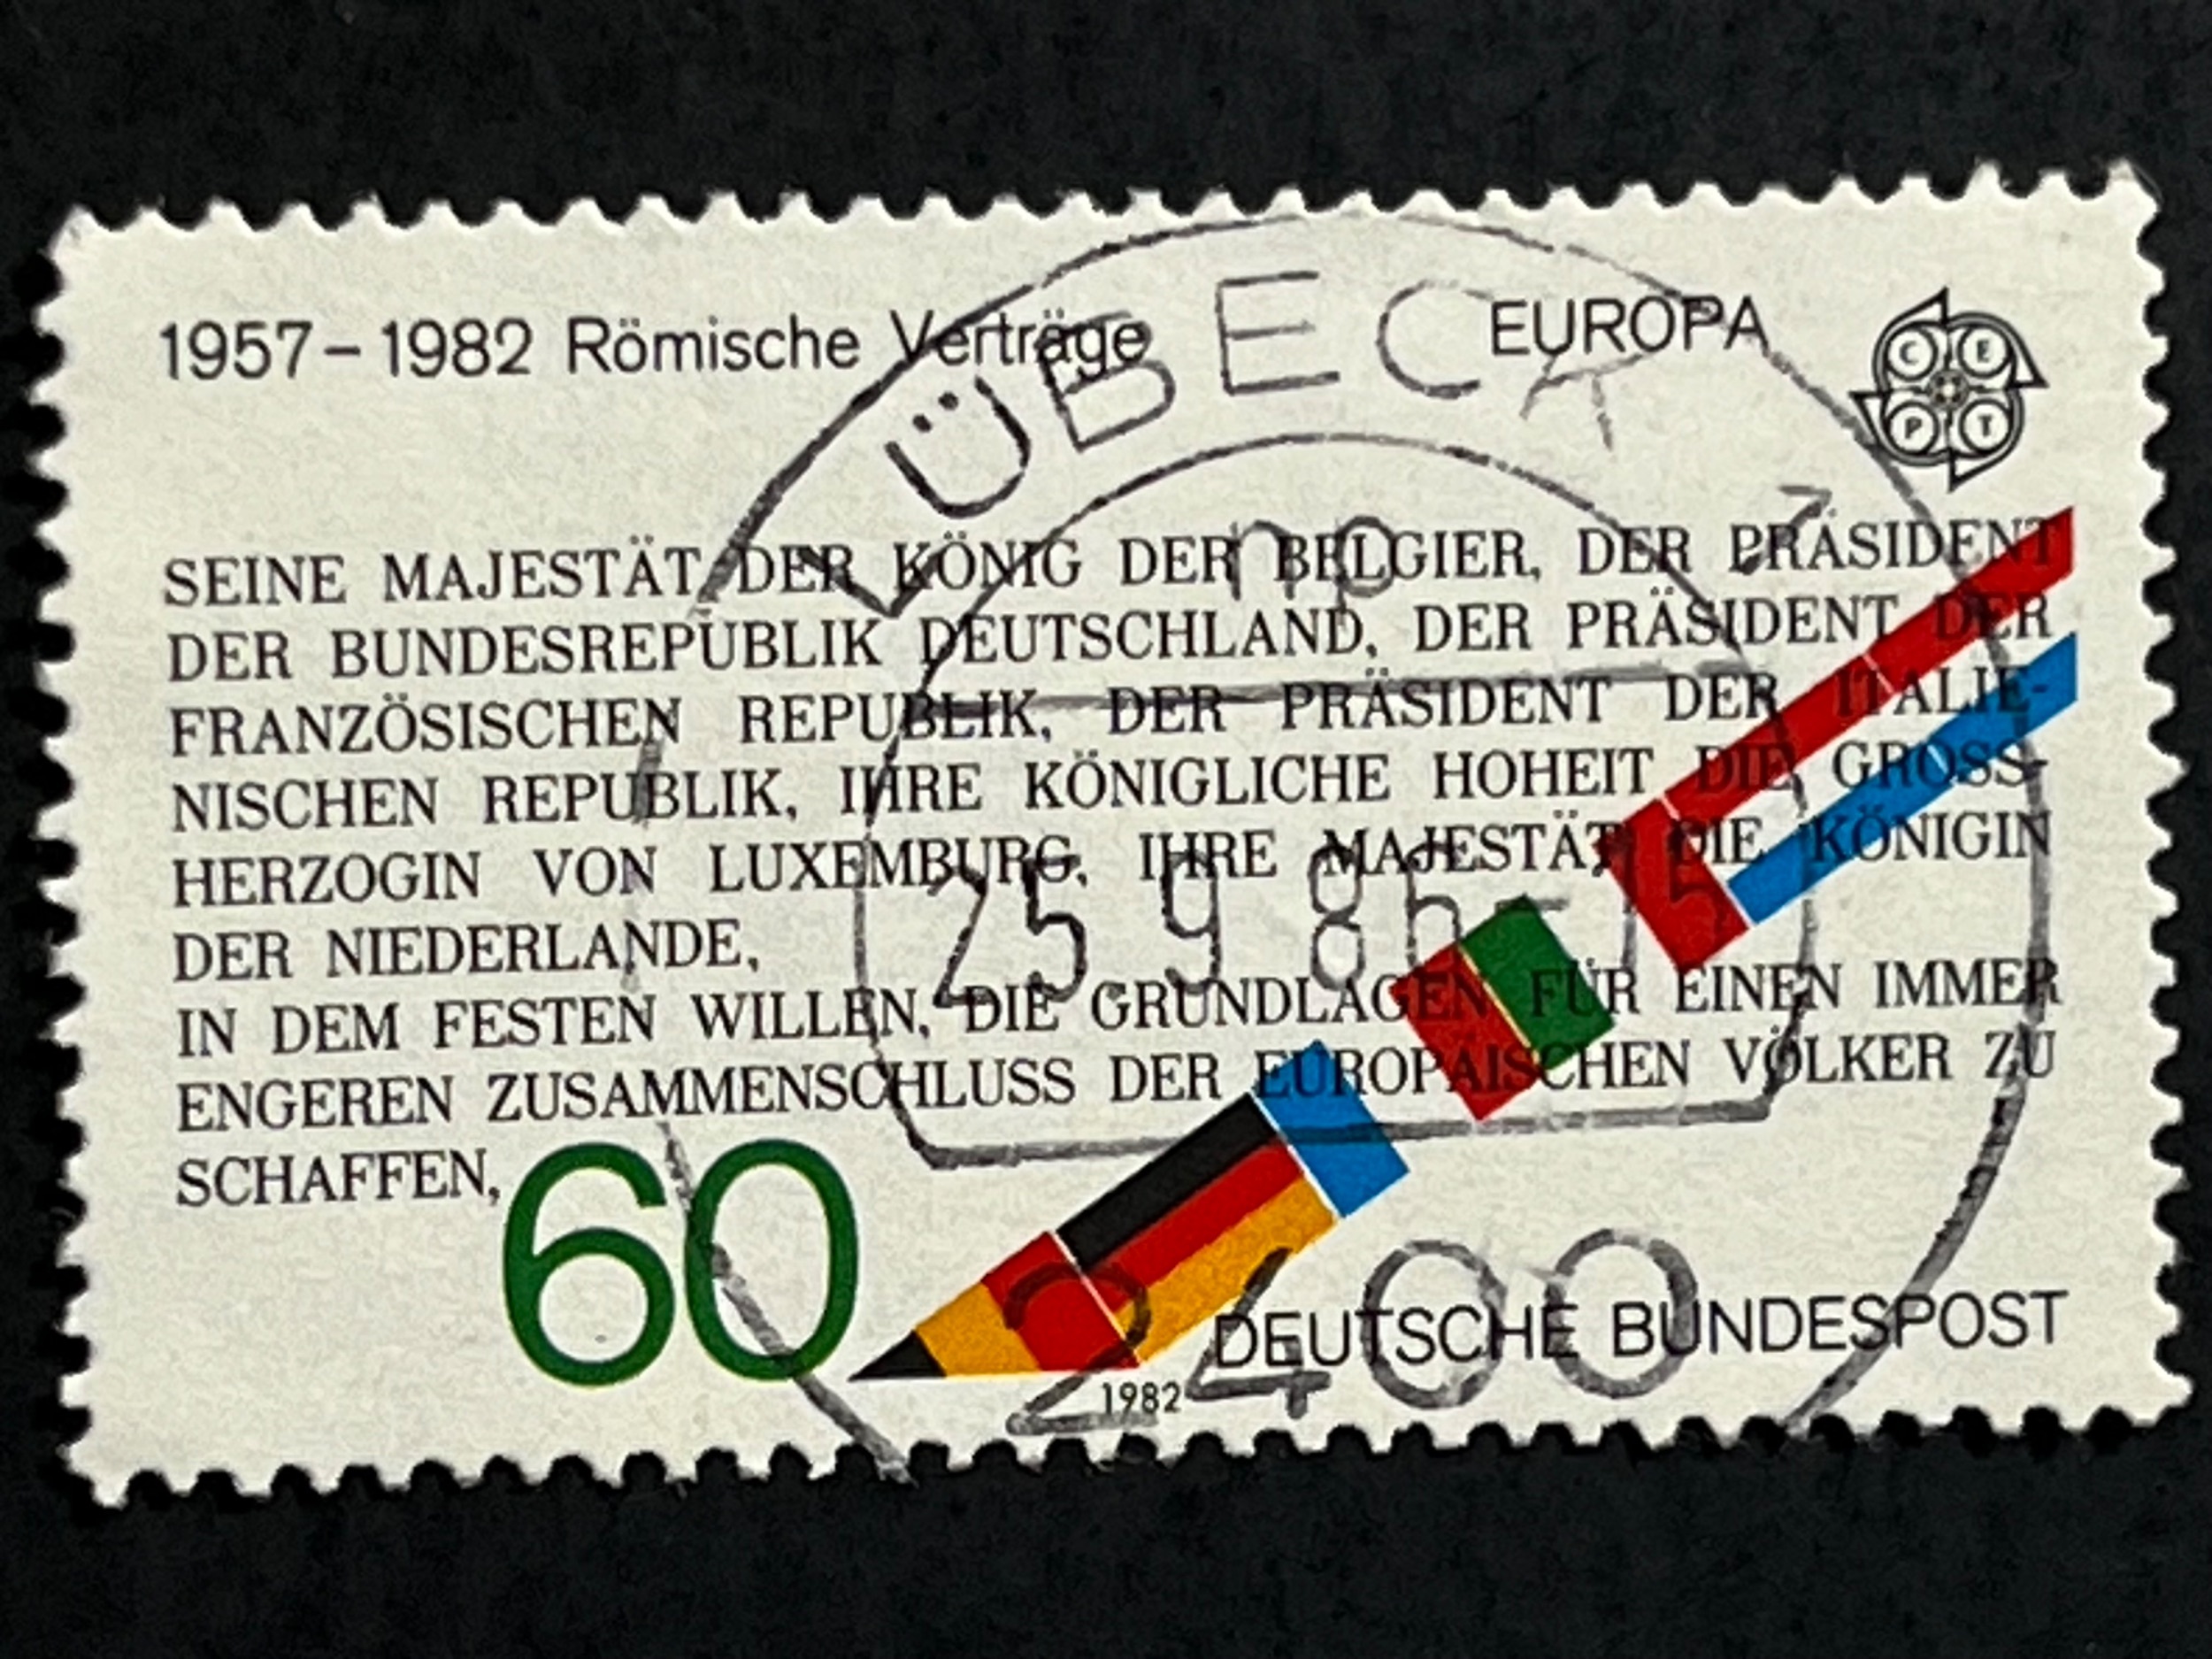 1957–1982 Römische Verträge EUROPA
C E
P T
SEINE MAJESTÄT DER KÖNIG DER BELGIER, DER PRÄSIDENT
DER BUNDESREPUBLIK DEUTSCHLAND, DER PRÄSIDENT DER
FRANZÖSISCHEN REPUBLIK, DER PRÄSIDENT DER ITALIE-
NISCHEN REPUBLIK, IHRE KÖNIGLICHE HOHEIT DIE GROSS-
HERZOGIN VON LUXEMBURG, IHRE MAJESTÄT DIE KÖNIGIN
DER NIEDERLANDE,
IN DEM FESTEN WILLEN, DIE GRUNDLAGEN FÜR EINEN IMMER
ENGEREN ZUSAMMENSCHLUSS DER EUROPÄISCHEN VÖLKER ZU
SCHAFFEN,
60
DEUTSCHE BUNDESPOST
1982
LÜBECK
np
2400